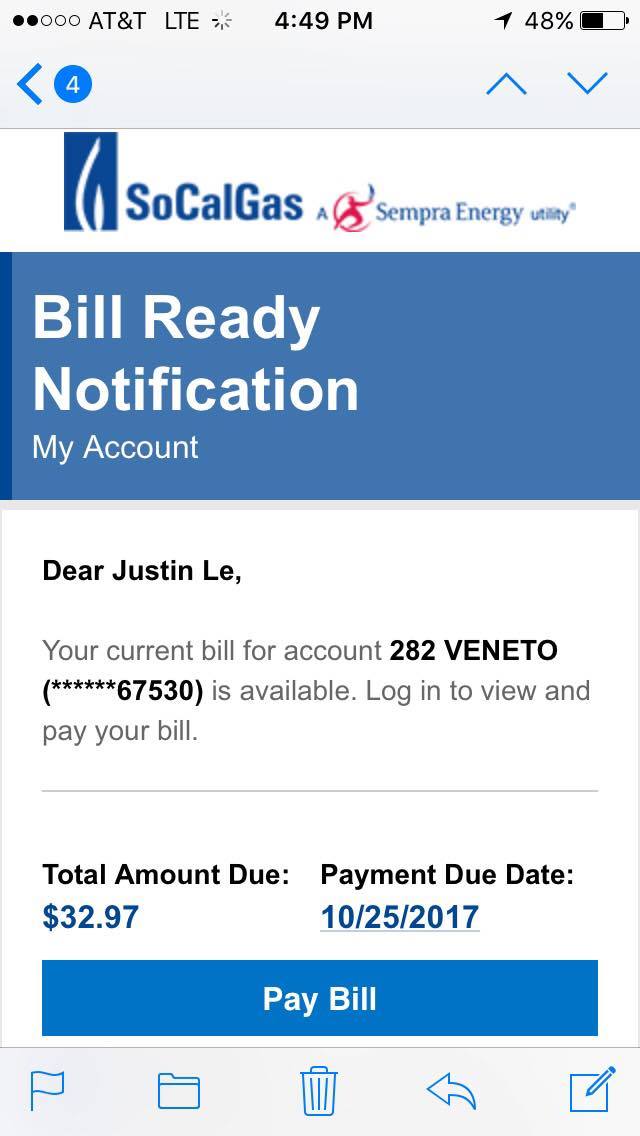 AT&T LTE 4:49 PM 48%
4
SoCalGas A Sempra Energy utility®
Bill Ready
Notification
My Account
Dear Justin Le,
Your current bill for account 282 VENETO
(******67530) is available. Log in to view and
pay your bill.
Total Amount Due: Payment Due Date:
$32.97 10/25/2017
Pay Bill